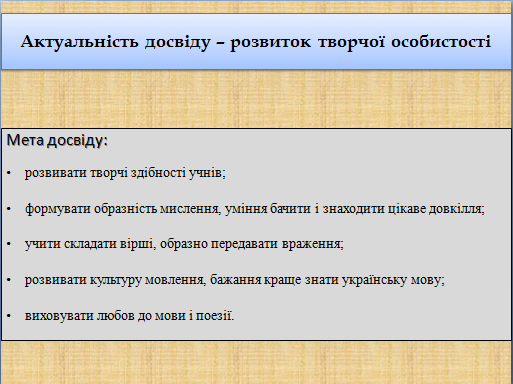 Актуальність досвіду – розвиток творчої особистості
Мета досвіду:
• розвивати творчі здібності учнів;
• формувати образність мислення, уміння бачити і знаходити цікаве довкілля;
• учити складати вірші, образно передавати враження;
• розвивати культуру мовлення, бажання краще знати українську мову;
• виховувати любов до мови і поезії.